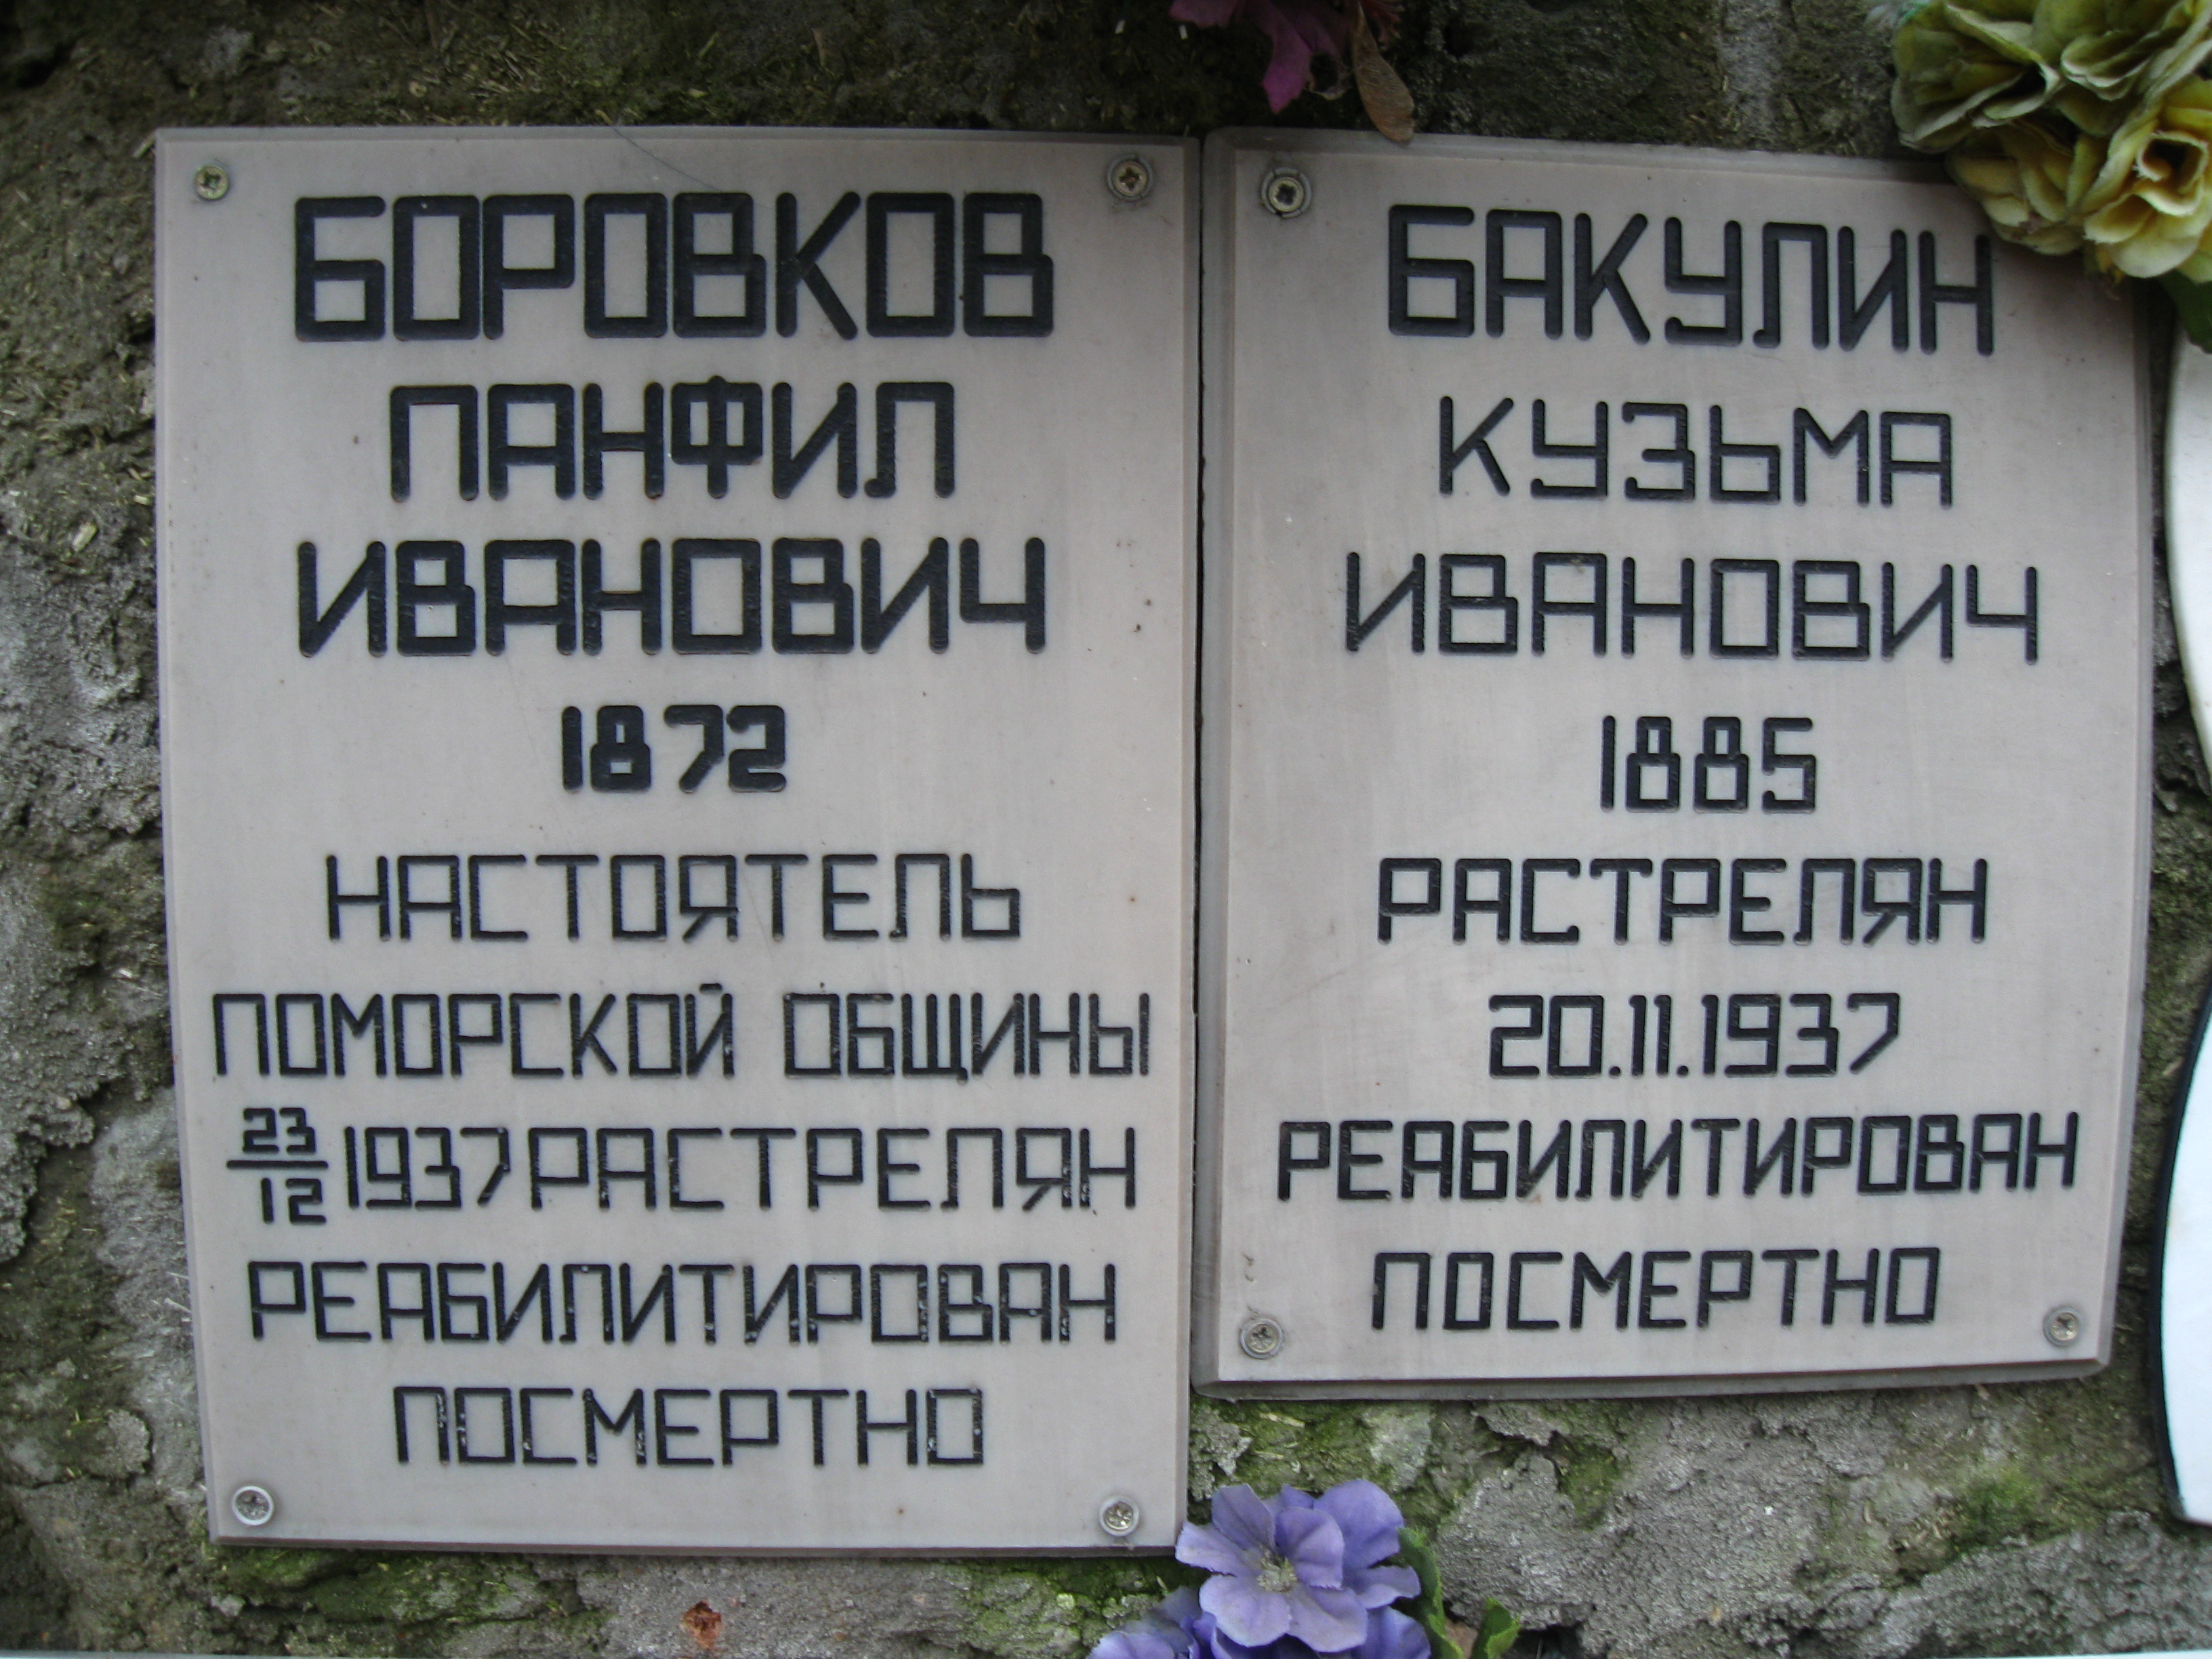 БОРОВКОВ
ПАНФИЛ
ИВАНОВИЧ
1872
НАСТОЯТЕЛЬ
ПОМОРСКОЙ ОБЩИНЫ
23/12 1937 РАСТРЕЛЯН
РЕАБИЛИТИРОВАН
ПОСМЕРТНО
БАКУЛИН
КУЗЬМА
ИВАНОВИЧ
1885
РАСТРЕЛЯН
20.11.1937
РЕАБИЛИТИРОВАН
ПОСМЕРТНО